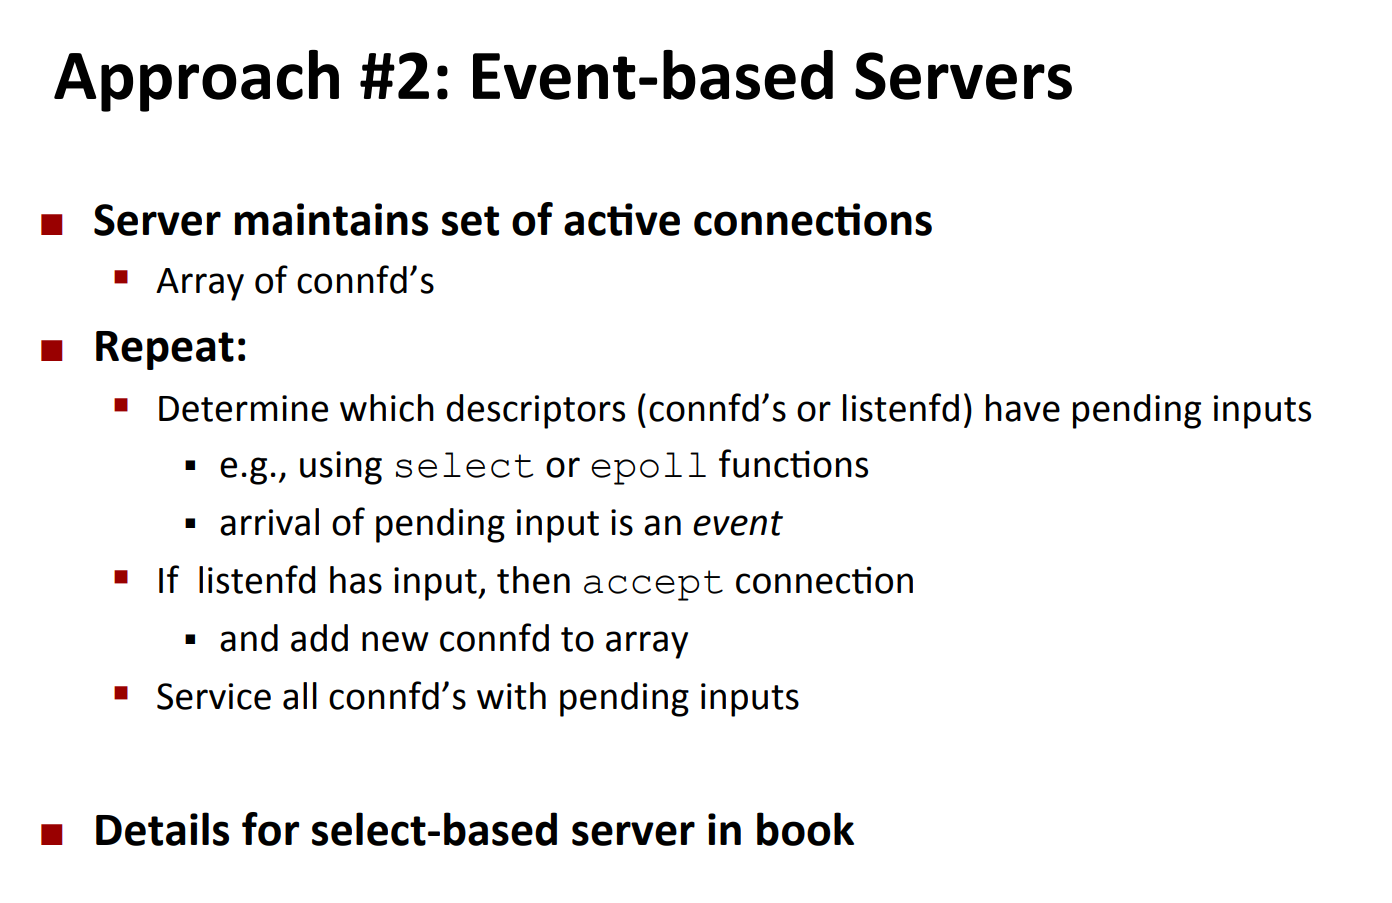 Approach #2: Event-based Servers
Server maintains set of active connections
Array of connfd’s
Repeat:
Determine which descriptors (connfd’s or listenfd) have pending inputs
e.g., using select or epoll functions
arrival of pending input is an event
If listenfd has input, then accept connection
and add new connfd to array
Service all connfd’s with pending inputs
Details for select-based server in book